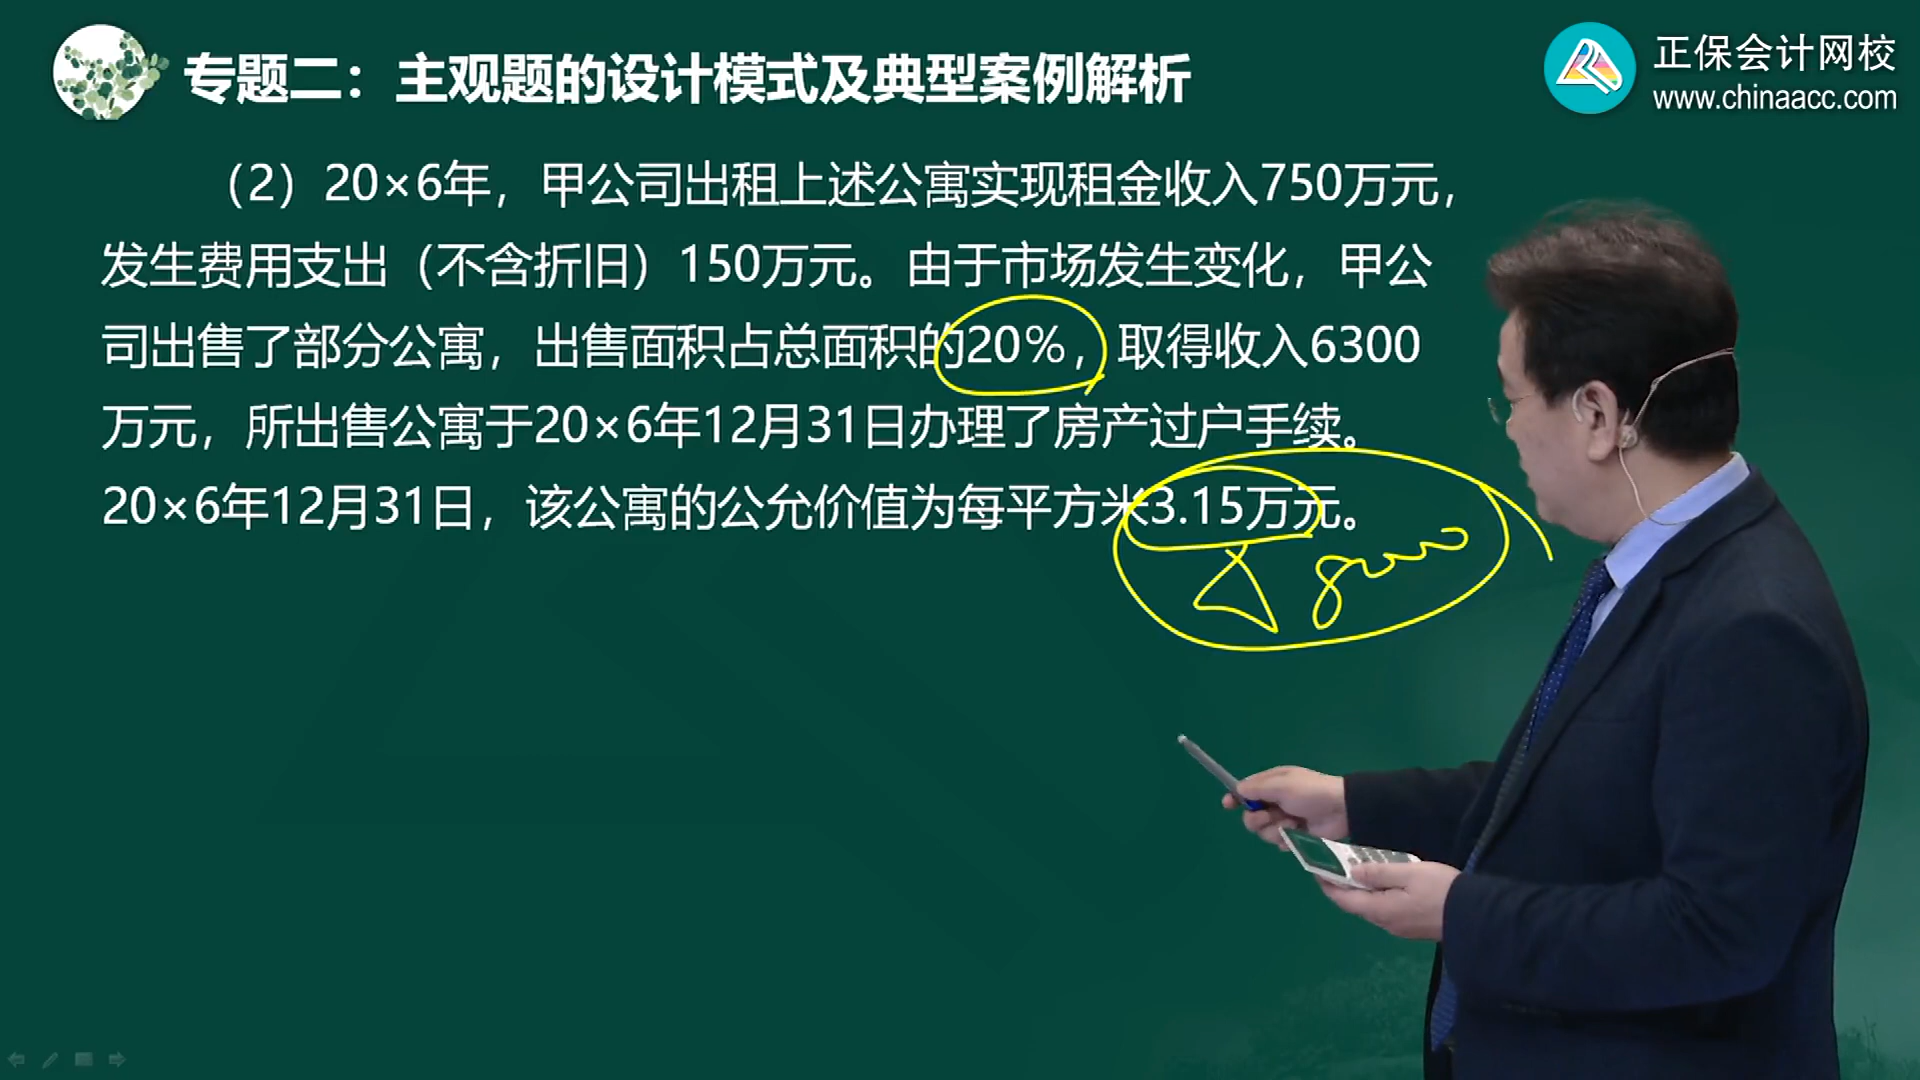 专题二：主观题的设计模式及典型案例解析
正保会计网校
www.chinaacc.com
（2）20×6年，甲公司出租上述公寓实现租金收入750万元，
发生费用支出（不含折旧）150万元。由于市场发生变化，甲公
司出售了部分公寓，出售面积占总面积的20%，取得收入6300
万元，所出售公寓于20×6年12月31日办理了房产过户手续。
20×6年12月31日，该公寓的公允价值为每平方米3.15万元。